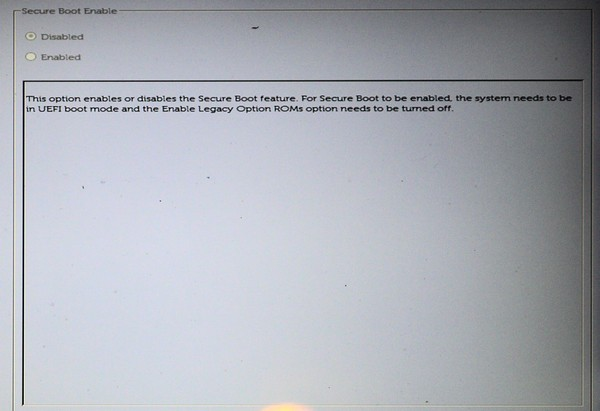 Secure Boot Enable
Disabled
Enabled
This option enables or disables the Secure Boot feature. For Secure Boot to be enabled, the system needs to be
in UEFI boot mode and the Enable Legacy Option ROMs option needs to be turned off.